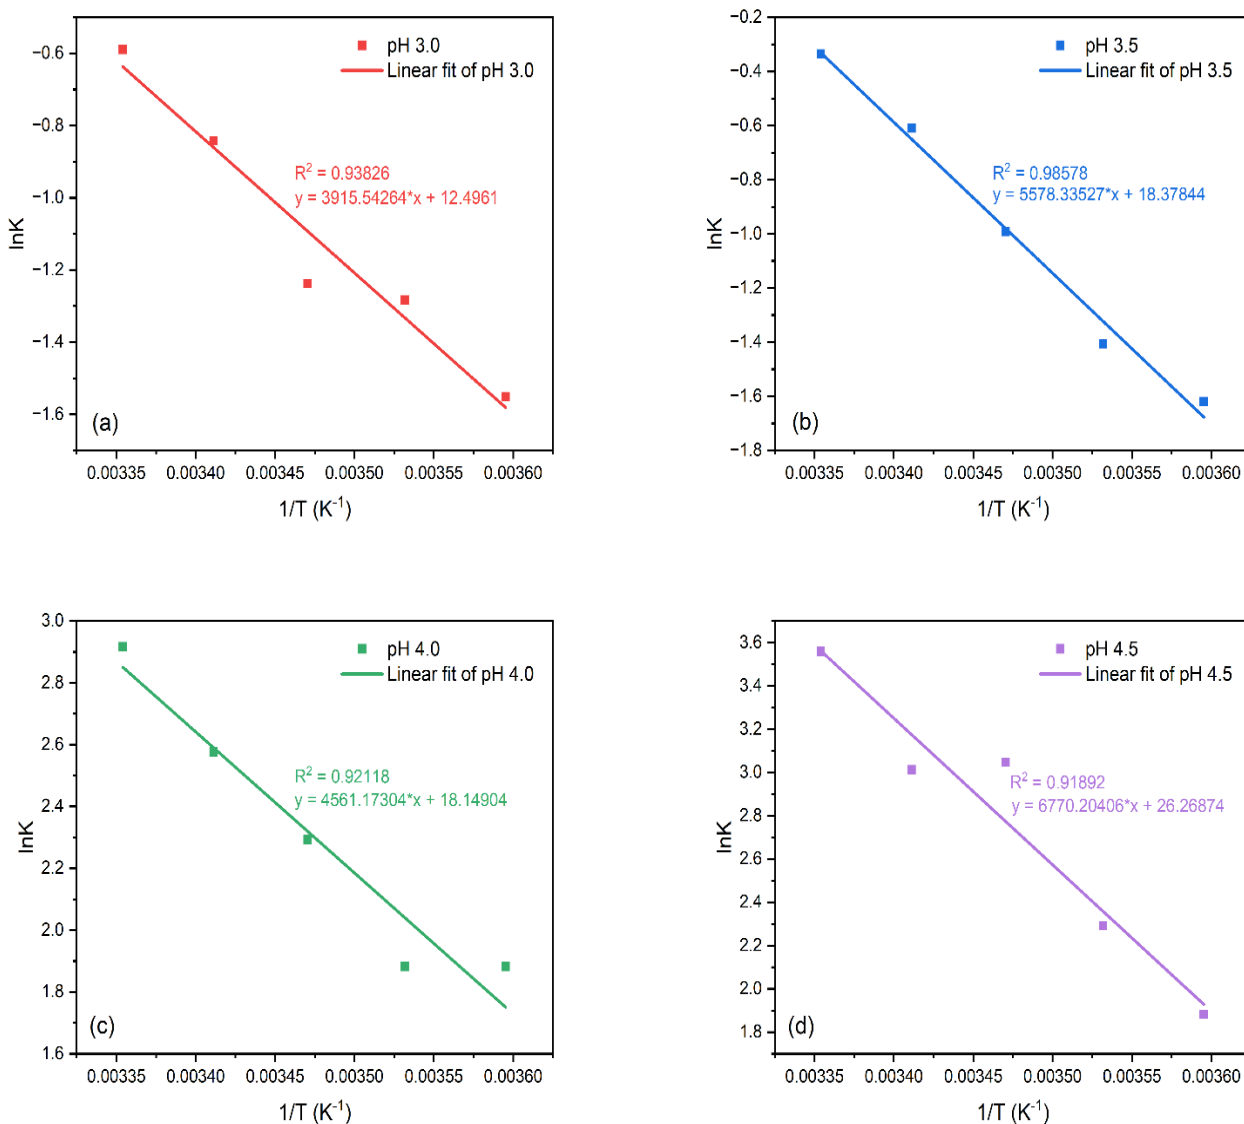 −0.6
−0.8
−1.0
−1.2
−1.4
−1.6
lnK
pH 3.0
Linear fit of pH 3.0
R² = 0.93826
y = 3915.54264*x + 12.4961
(a)
0.00335 0.00340 0.00345 0.00350 0.00355 0.00360
1/T (K⁻¹)
−0.2
−0.4
−0.6
−0.8
−1.0
−1.2
−1.4
−1.6
−1.8
lnK
pH 3.5
Linear fit of pH 3.5
R² = 0.98578
y = 5578.33527*x + 18.37844
(b)
0.00335 0.00340 0.00345 0.00350 0.00355 0.00360
1/T (K⁻¹)
3.0
2.8
2.6
2.4
2.2
2.0
1.8
1.6
lnK
pH 4.0
Linear fit of pH 4.0
R² = 0.92118
y = 4561.17304*x + 18.14904
(c)
0.00335 0.00340 0.00345 0.00350 0.00355 0.00360
1/T (K⁻¹)
3.6
3.4
3.2
3.0
2.8
2.6
2.4
2.2
2.0
1.8
lnK
pH 4.5
Linear fit of pH 4.5
R² = 0.91892
y = 6770.20406*x + 26.26874
(d)
0.00335 0.00340 0.00345 0.00350 0.00355 0.00360
1/T (K⁻¹)